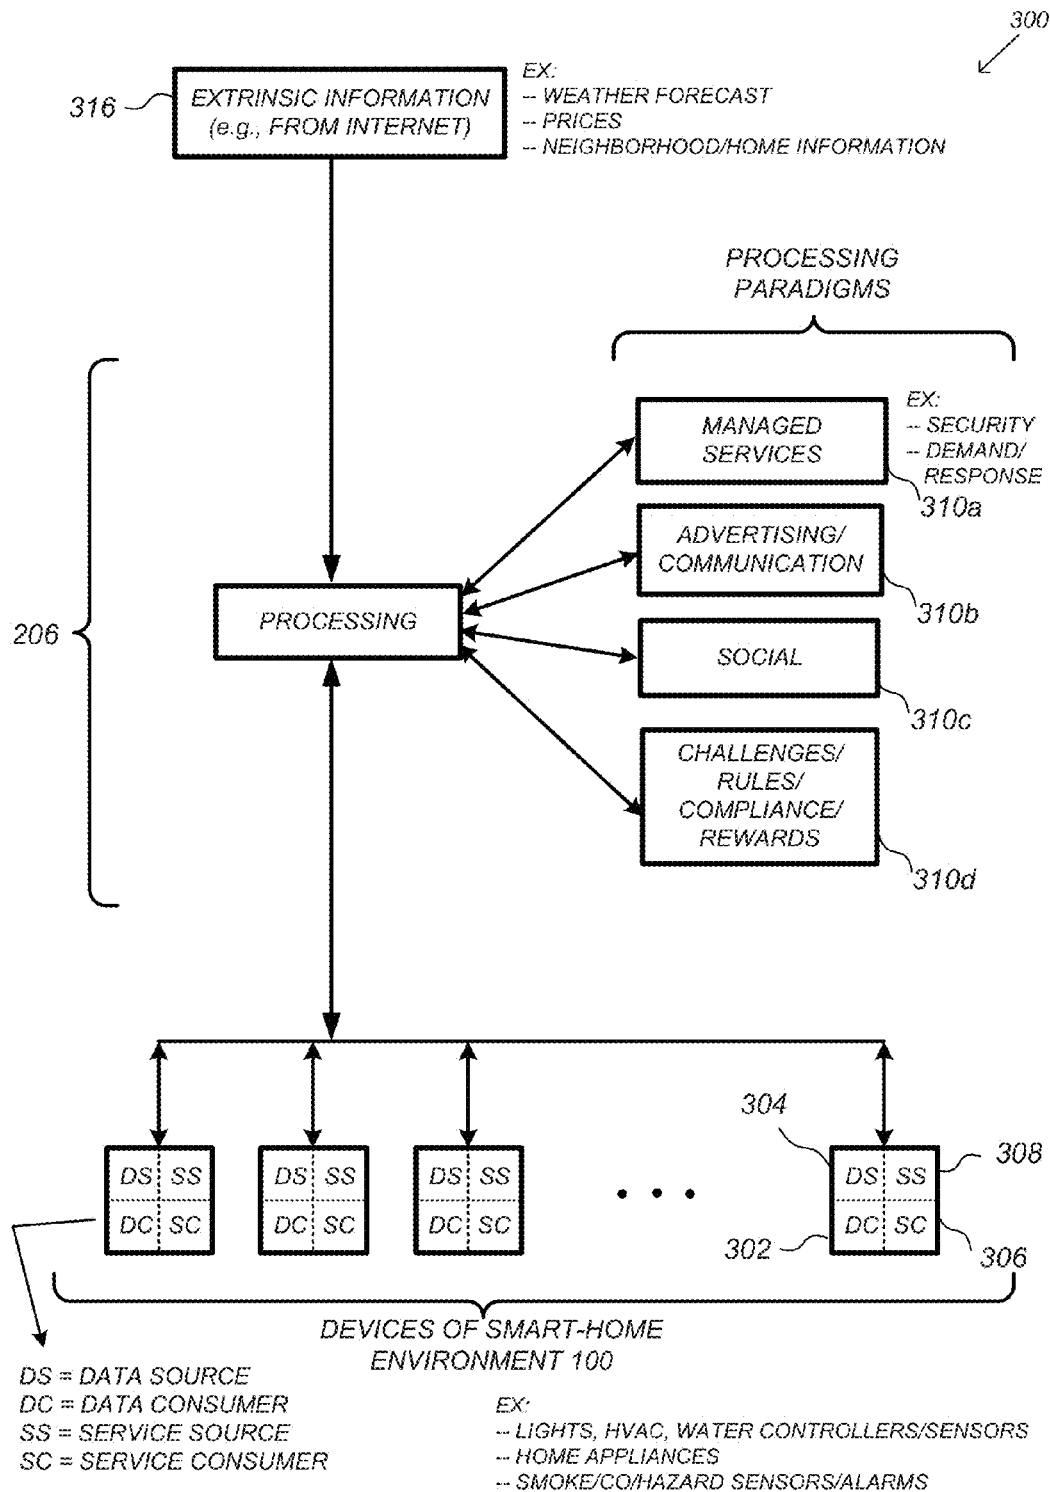 300
316
EXTRINSIC INFORMATION
(e.g., FROM INTERNET)
EX:
-- WEATHER FORECAST
-- PRICES
-- NEIGHBORHOOD/HOME INFORMATION
PROCESSING
PARADIGMS
206
PROCESSING
MANAGED
SERVICES
EX:
-- SECURITY
-- DEMAND/
RESPONSE
310a
ADVERTISING/
COMMUNICATION
310b
SOCIAL
310c
CHALLENGES/
RULES/
COMPLIANCE/
REWARDS
310d
DS SS
DC SC
DS SS
DC SC
DS SS
DC SC
• • •
304
308
DS SS
DC SC
302
306
DEVICES OF SMART-HOME
ENVIRONMENT 100
DS = DATA SOURCE
DC = DATA CONSUMER
SS = SERVICE SOURCE
SC = SERVICE CONSUMER
EX:
-- LIGHTS, HVAC, WATER CONTROLLERS/SENSORS
-- HOME APPLIANCES
-- SMOKE/CO/HAZARD SENSORS/ALARMS